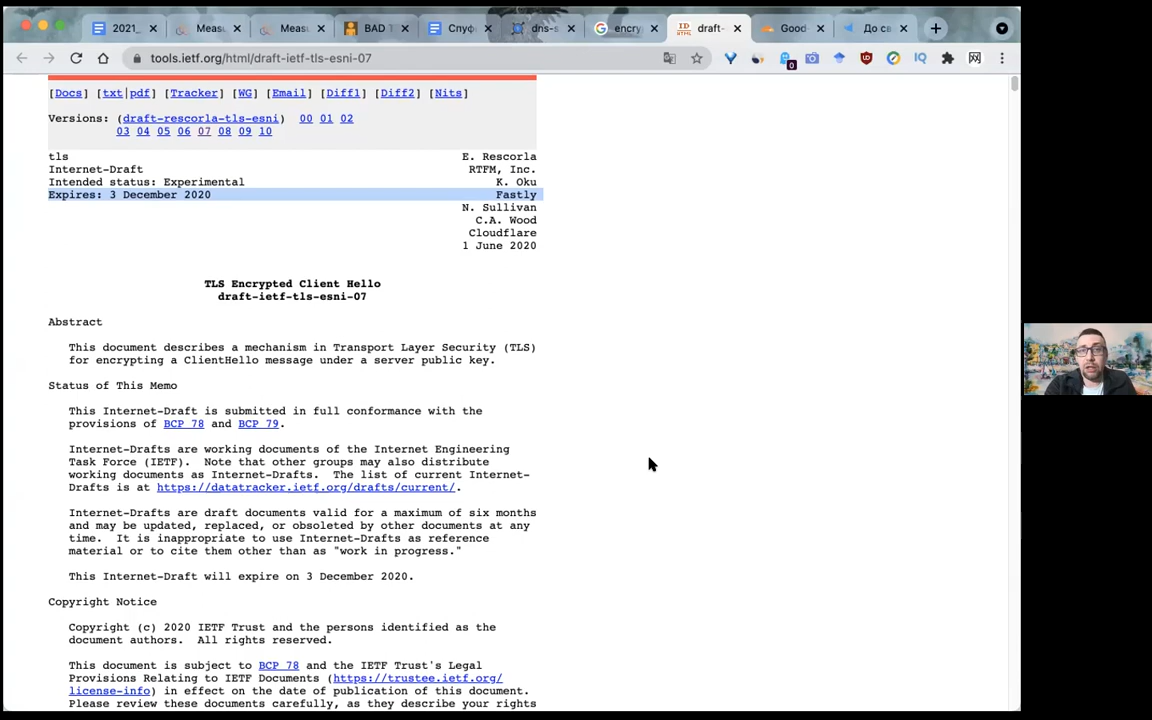 2021_
Measu
Measu
BAD T
Спуф
dns-s
encry
draft-
Good-
До св
tools.ietf.org/html/draft-ietf-tls-esni-07
[Docs] [txt|pdf] [Tracker] [WG] [Email] [Diff1] [Diff2] [Nits]
Versions: (draft-rescorla-tls-esni) 00 01 02
03 04 05 06 07 08 09 10
tls E. Rescorla
Internet-Draft RTFM, Inc.
Intended status: Experimental K. Oku
Expires: 3 December 2020 Fastly
N. Sullivan
C.A. Wood
Cloudflare
1 June 2020
TLS Encrypted Client Hello
draft-ietf-tls-esni-07
Abstract
This document describes a mechanism in Transport Layer Security (TLS)
for encrypting a ClientHello message under a server public key.
Status of This Memo
This Internet-Draft is submitted in full conformance with the
provisions of BCP 78 and BCP 79.
Internet-Drafts are working documents of the Internet Engineering
Task Force (IETF). Note that other groups may also distribute
working documents as Internet-Drafts. The list of current Internet-
Drafts is at https://datatracker.ietf.org/drafts/current/.
Internet-Drafts are draft documents valid for a maximum of six months
and may be updated, replaced, or obsoleted by other documents at any
time. It is inappropriate to use Internet-Drafts as reference
material or to cite them other than as "work in progress."
This Internet-Draft will expire on 3 December 2020.
Copyright Notice
Copyright (c) 2020 IETF Trust and the persons identified as the
document authors. All rights reserved.
This document is subject to BCP 78 and the IETF Trust's Legal
Provisions Relating to IETF Documents (https://trustee.ietf.org/
license-info) in effect on the date of publication of this document.
Please review these documents carefully, as they describe your rights